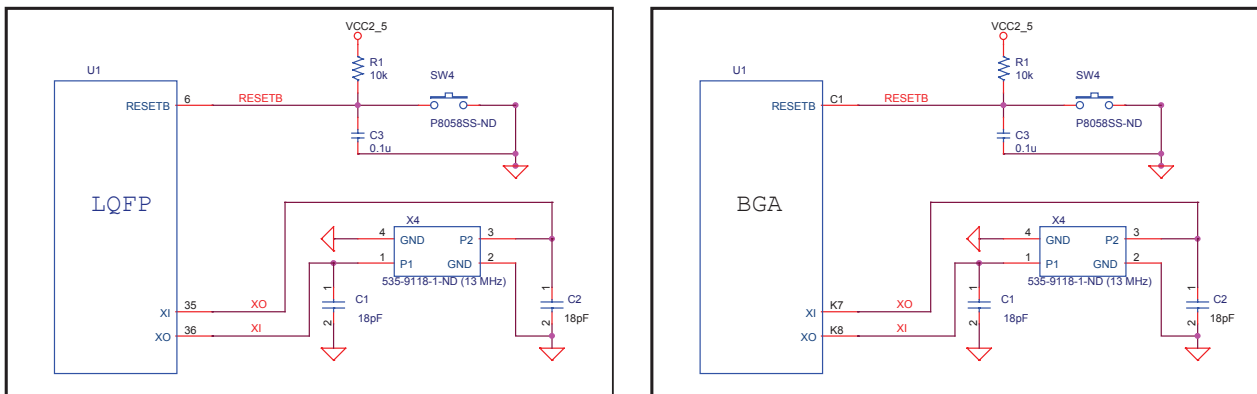 VCC2_5
R1
10k
U1
SW4
RESETB
6
RESETB
P8058SS-ND
C3
0.1u
LQFP
X4
4
GND
P2
3
1
P1
GND
2
535-9118-1-ND (13 MHz)
1
C1
18pF
2
1
C2
18pF
2
XI
35
XO
XO
36
XI
VCC2_5
R1
10k
U1
SW4
RESETB
C1
RESETB
P8058SS-ND
C3
0.1u
BGA
X4
4
GND
P2
3
1
P1
GND
2
535-9118-1-ND (13 MHz)
1
C1
18pF
2
1
C2
18pF
2
XI
K7
XO
XO
K8
XI